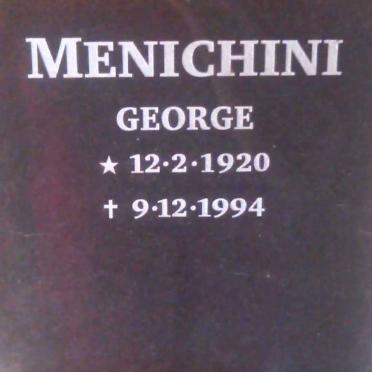 MENICHINI
GEORGE
★ 12·2·1920
✝ 9·12·1994